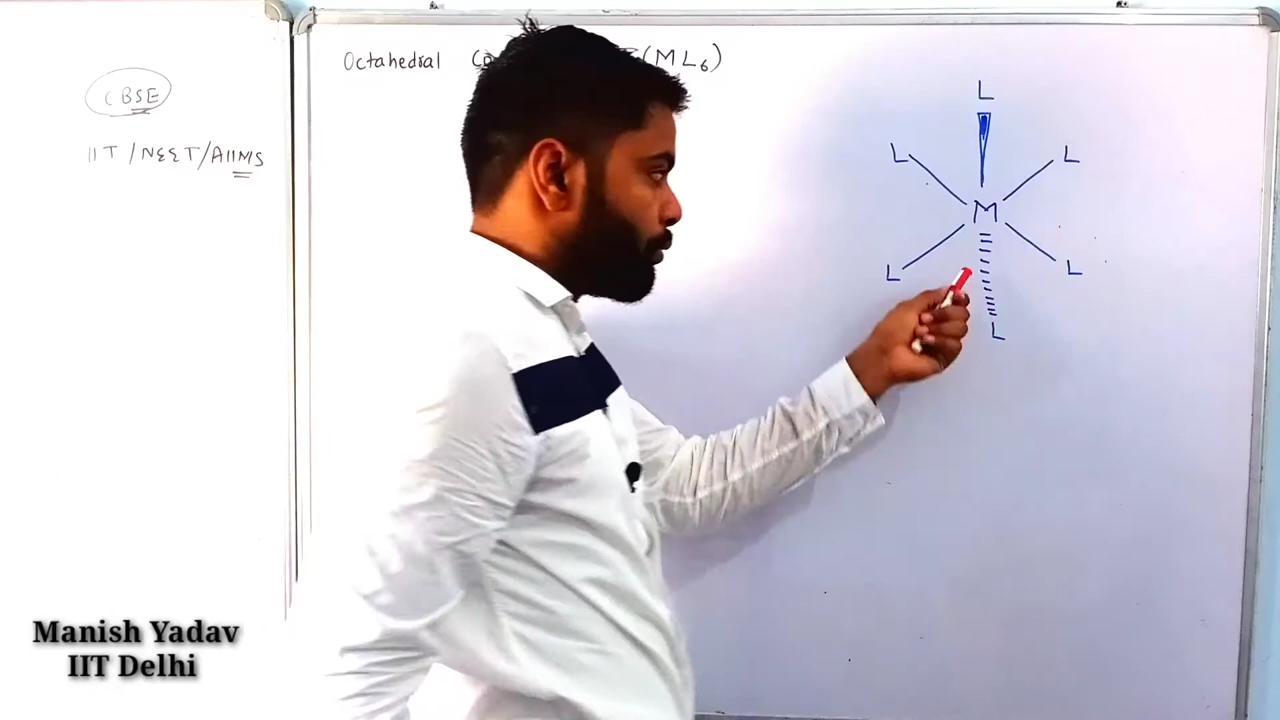 Octahedral (ML6)
CBSE
IIT/NEET/AIIMS
L
L L
M
L L
L
Manish Yadav
IIT Delhi